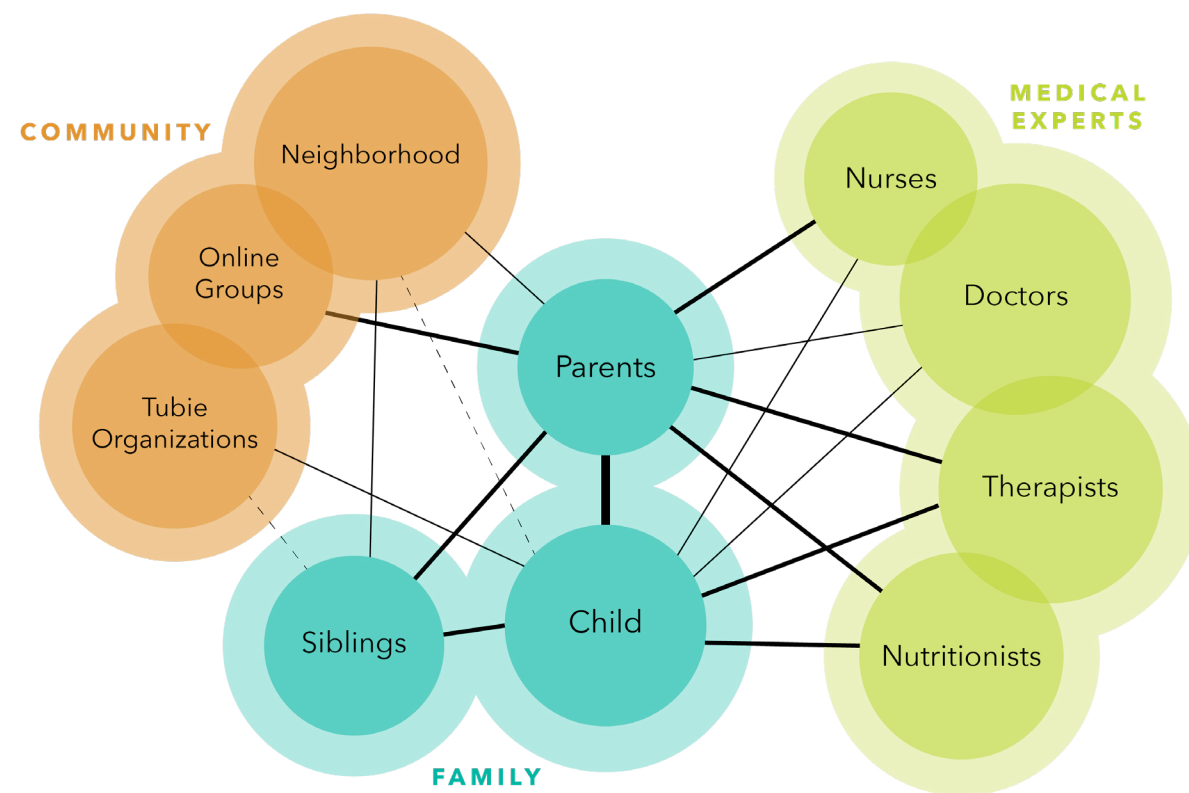 COMMUNITY
Neighborhood
Online
Groups
Tubie
Organizations
MEDICAL
EXPERTS
Nurses
Doctors
Therapists
Nutritionists
Parents
Child
Siblings
FAMILY